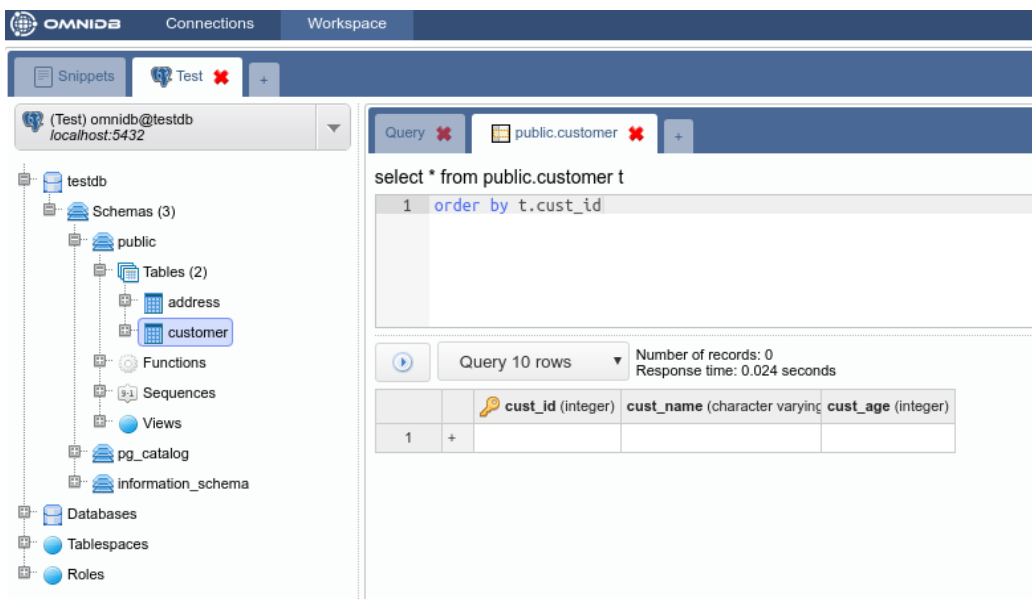 OMNIDB Connections Workspace
Snippets Test +
(Test) omnidb@testdb
localhost:5432
testdb
Schemas (3)
public
Tables (2)
address
customer
Functions
9-1 Sequences
Views
pg_catalog
information_schema
Databases
Tablespaces
Roles
Query public.customer +
select * from public.customer t
1 order by t.cust_id
Query 10 rows
Number of records: 0
Response time: 0.024 seconds
cust_id (integer) cust_name (character varying cust_age (integer)
1 +